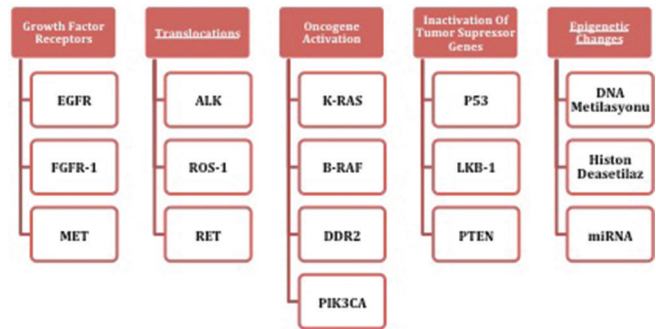 Growth Factor
Receptors
EGFR
FGFR-1
MET
Translocations
ALK
ROS-1
RET
Oncogene
Activation
K-RAS
B-RAF
DDR2
PIK3CA
Inactivation Of
Tumor Supressor
Genes
P53
LKB-1
PTEN
Epigenetic
Changes
DNA
Metilasyonu
Histon
Deasetilaz
miRNA